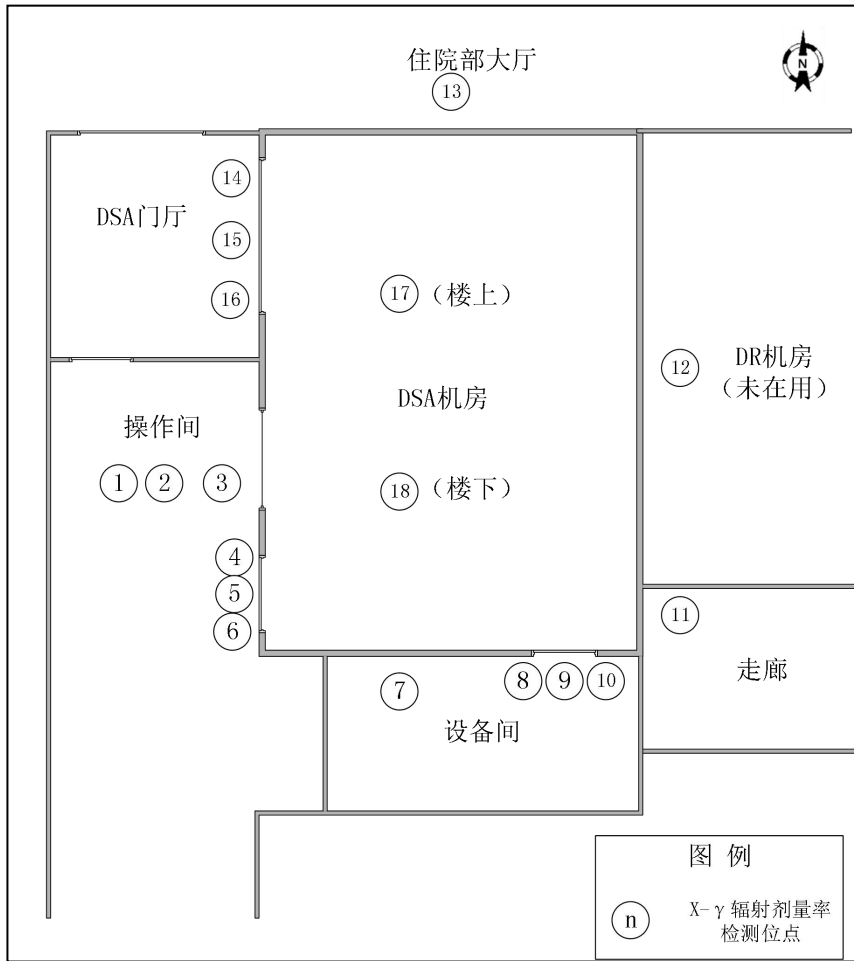 住院部大厅
13
N
14
DSA门厅
15
16
17（楼上）
12
DR机房
（未在用）
DSA机房
操作间
1 2 3
18（楼下）
4
5
6
11
走廊
7
8 9 10
设备间
图 例
n
X-γ辐射剂量率
检测位点